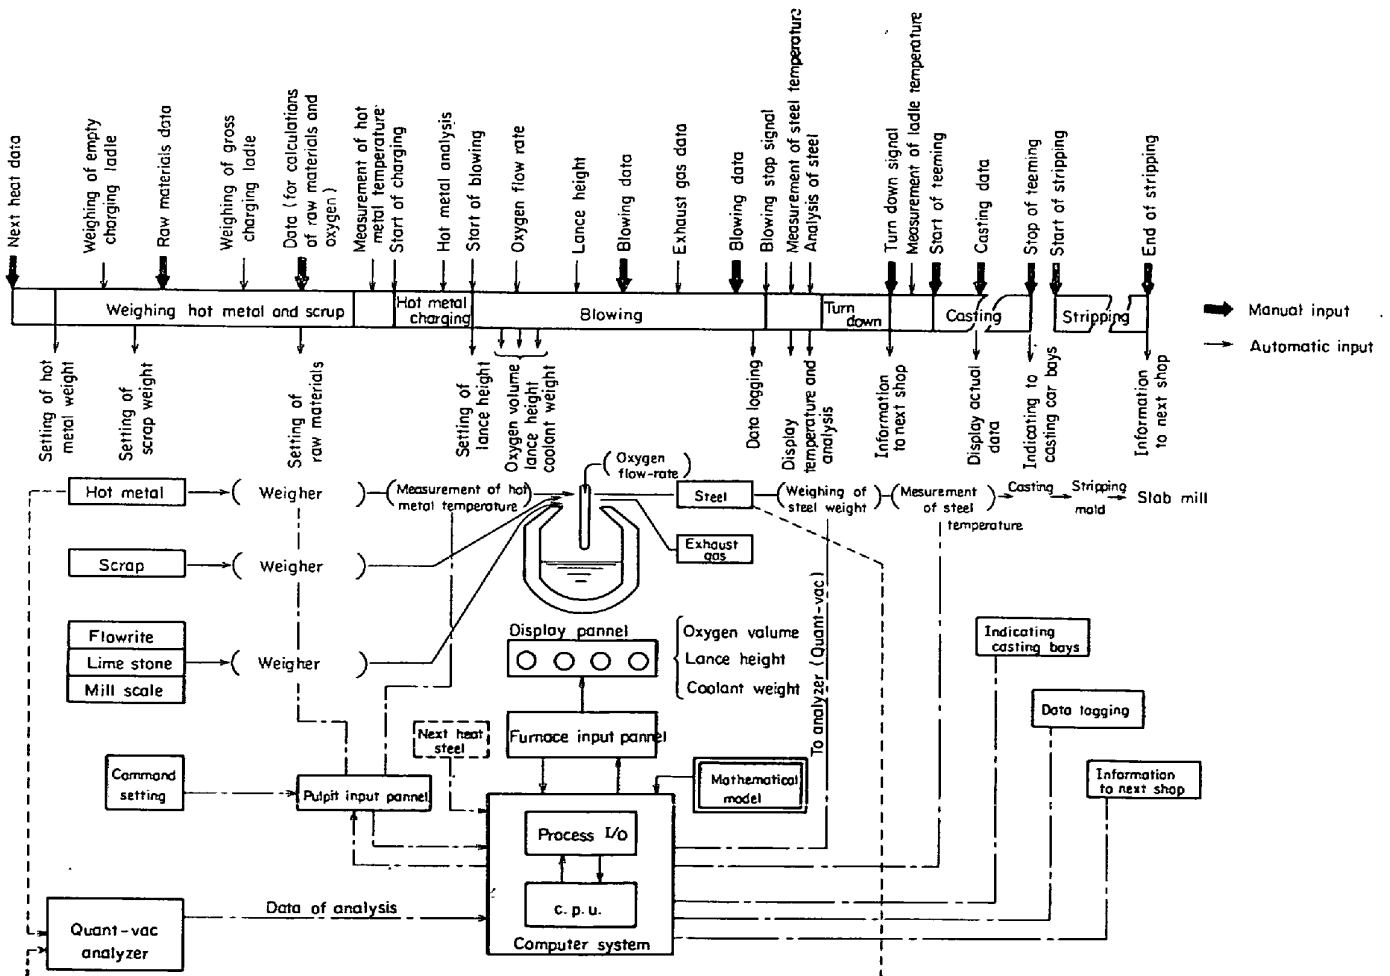 Next heat data
Weighing of empty
charging ladle
Raw materials data
Weighing of gross
charging ladle
Data (for calculations
of raw materials and
oxygen)
Measurement of hot
metal temperature
Start of charging
Hot metal analysis
Start of blowing
Oxygen flow rate
Lance height
Blowing data
Exhaust gas data
Blowing data
Blowing stop signal
Measurement of steel temperature
Analysis of steel
Turn down signal
Measurement of ladle temperature
Start of teeming
Casting data
Stop of teeming
Start of stripping
End of stripping
Weighing hot metal and scrup
Hot metal
charging
Blowing
Turn
down
Casting
Stripping
Manual input
Automatic input
Setting of hot
metal weight
Setting of
scrap weight
Setting of
raw materials
Setting of
lance height
Oxygen volume
lance height
coolant weight
Data logging
Display
temperature and
analysis
Information
to next shop
Display actual
data
Indicating to
casting car bays
Information
to next shop
Hot metal
( Weigher )
(Measurement of hot
metal temperature)
(Oxygen
flow-rate)
Steel
(Weighing of
steel weight)
(Mesurement
of steel
temperature)
Casting
Stripping
mold
Slab mill
Exhaust
gas
Scrap
( Weigher )
Flowrite
Lime stone
Mill scale
( Weigher )
Display pannel
Oxygen volume
Lance height
Coolant weight
To analyzer (Quant-vac)
Indicating
casting bays
Data logging
Information
to next shop
Next heat
steel
Furnace input pannel
Mathematical
model
Command
setting
Pulpit input pannel
Process I/O
c. p. u.
Computer system
Data of analysis
Quant-vac
analyzer